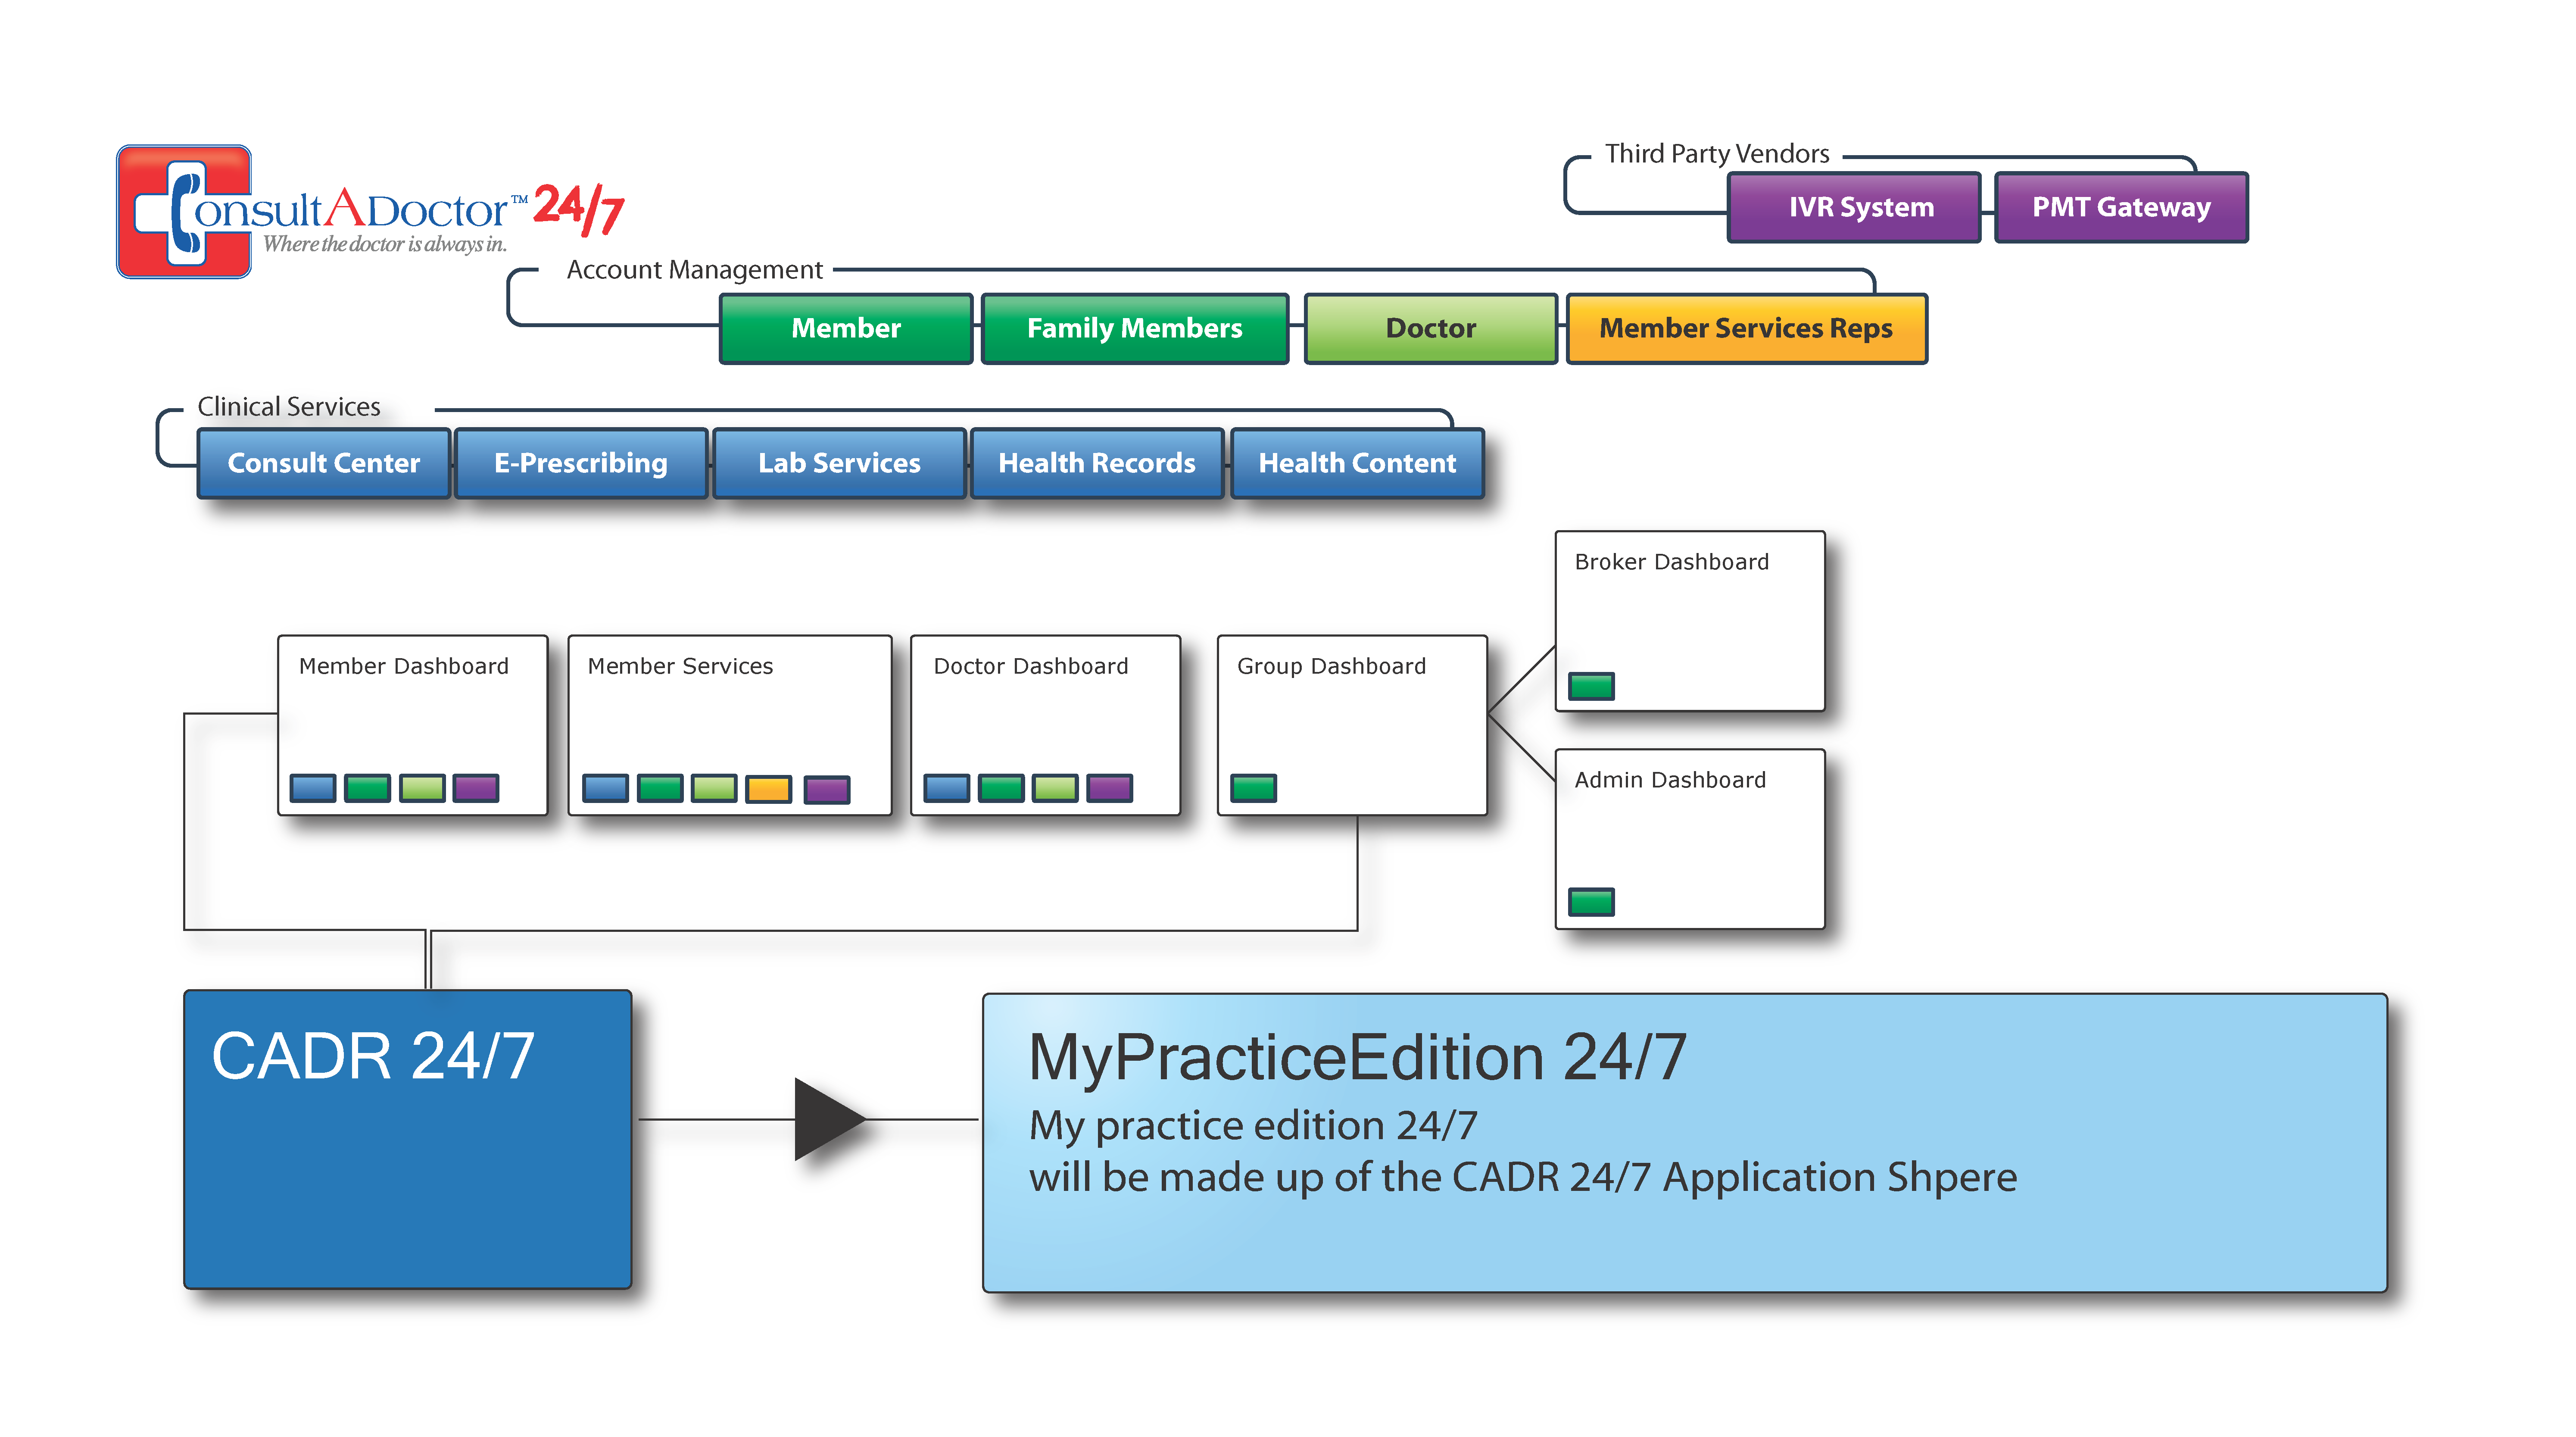 ConsultADoctor™ 24/7
Where the doctor is always in.
Third Party Vendors
IVR System
PMT Gateway
Account Management
Member
Family Members
Doctor
Member Services Reps
Clinical Services
Consult Center
E-Prescribing
Lab Services
Health Records
Health Content
Broker Dashboard
Member Dashboard
Member Services
Doctor Dashboard
Group Dashboard
Admin Dashboard
CADR 24/7
MyPracticeEdition 24/7
My practice edition 24/7
will be made up of the CADR 24/7 Application Shpere